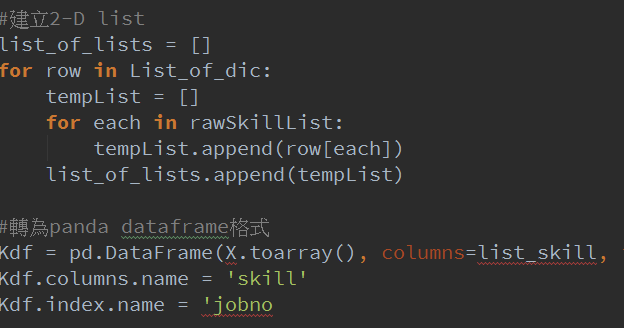 #建立2-D list
list_of_lists = []
for row in List_of_dic:
    tempList = []
    for each in rawSkillList:
        tempList.append(row[each])
    list_of_lists.append(tempList)
#轉為panda dataframe格式
Kdf = pd.DataFrame(X.toarray(), columns=list_skill,
Kdf.columns.name = 'skill'
Kdf.index.name = 'jobno